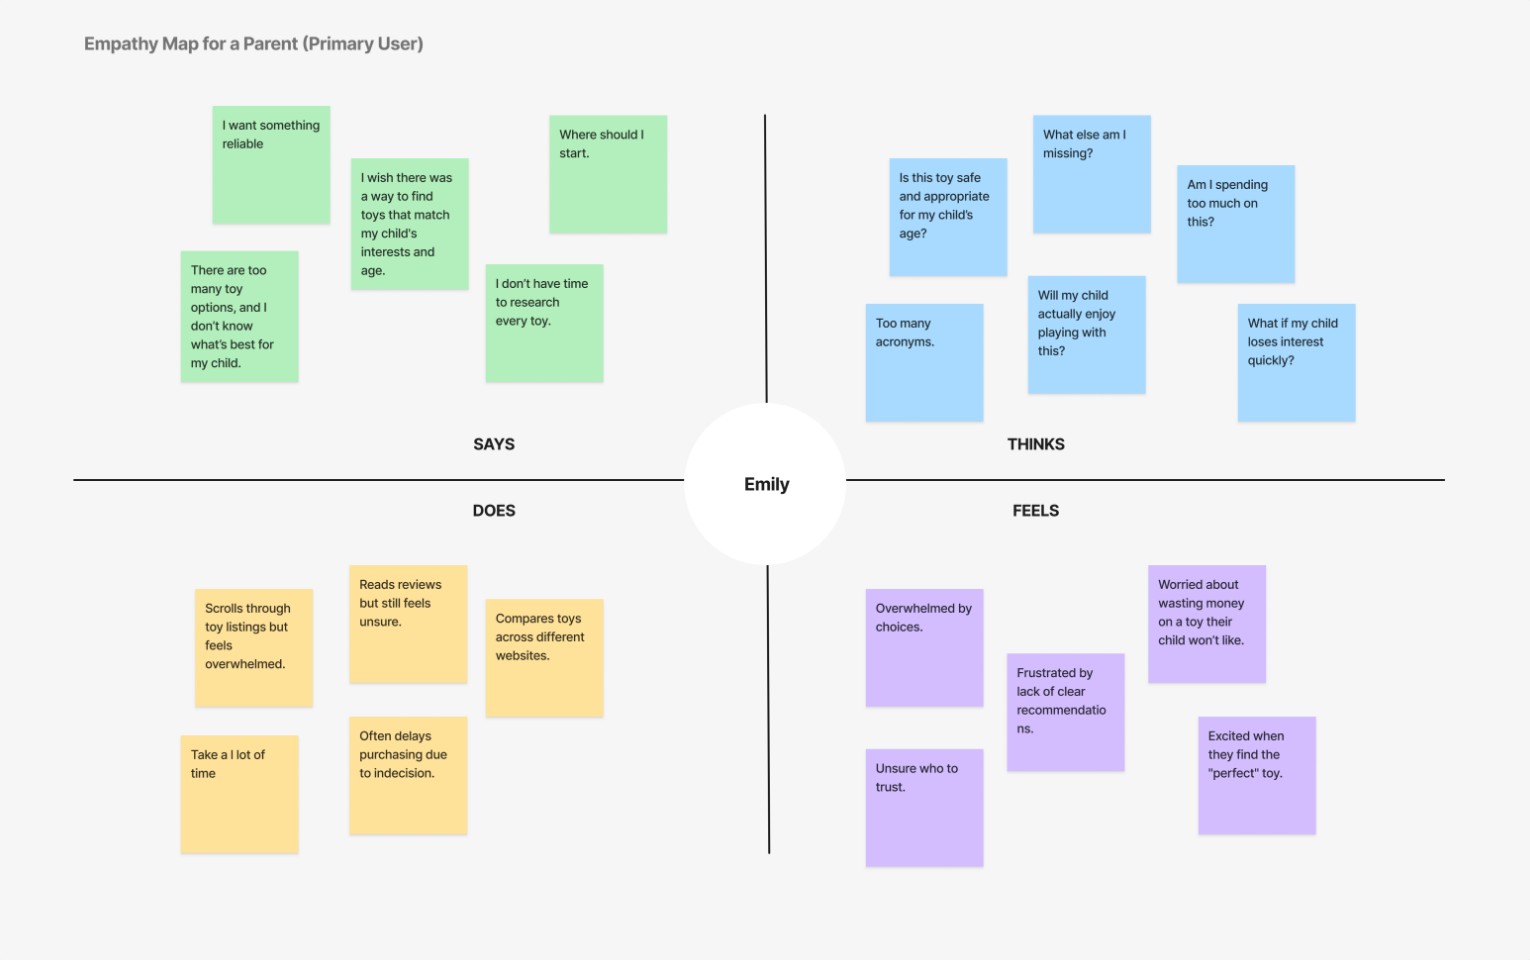 Empathy Map for a Parent (Primary User)
I want something
reliable
I wish there was
a way to find
toys that match
my child's
interests and
age.
Where should I
start.
There are too
many toy
options, and I
don't know
what's best for
my child.
I don't have time
to research
every toy.
SAYS
Is this toy safe
and appropriate
for my child's
age?
What else am I
missing?
Am I spending
too much on
this?
Too many
acronyms.
Will my child
actually enjoy
playing with
this?
What if my child
loses interest
quickly?
THINKS
Emily
DOES
Scrolls through
toy listings but
feels
overwhelmed.
Reads reviews
but still feels
unsure.
Compares toys
across different
websites.
Take a l lot of
time
Often delays
purchasing due
to indecision.
FEELS
Overwhelmed by
choices.
Frustrated by
lack of clear
recommendatio
ns.
Worried about
wasting money
on a toy their
child won't like.
Unsure who to
trust.
Excited when
they find the
"perfect" toy.